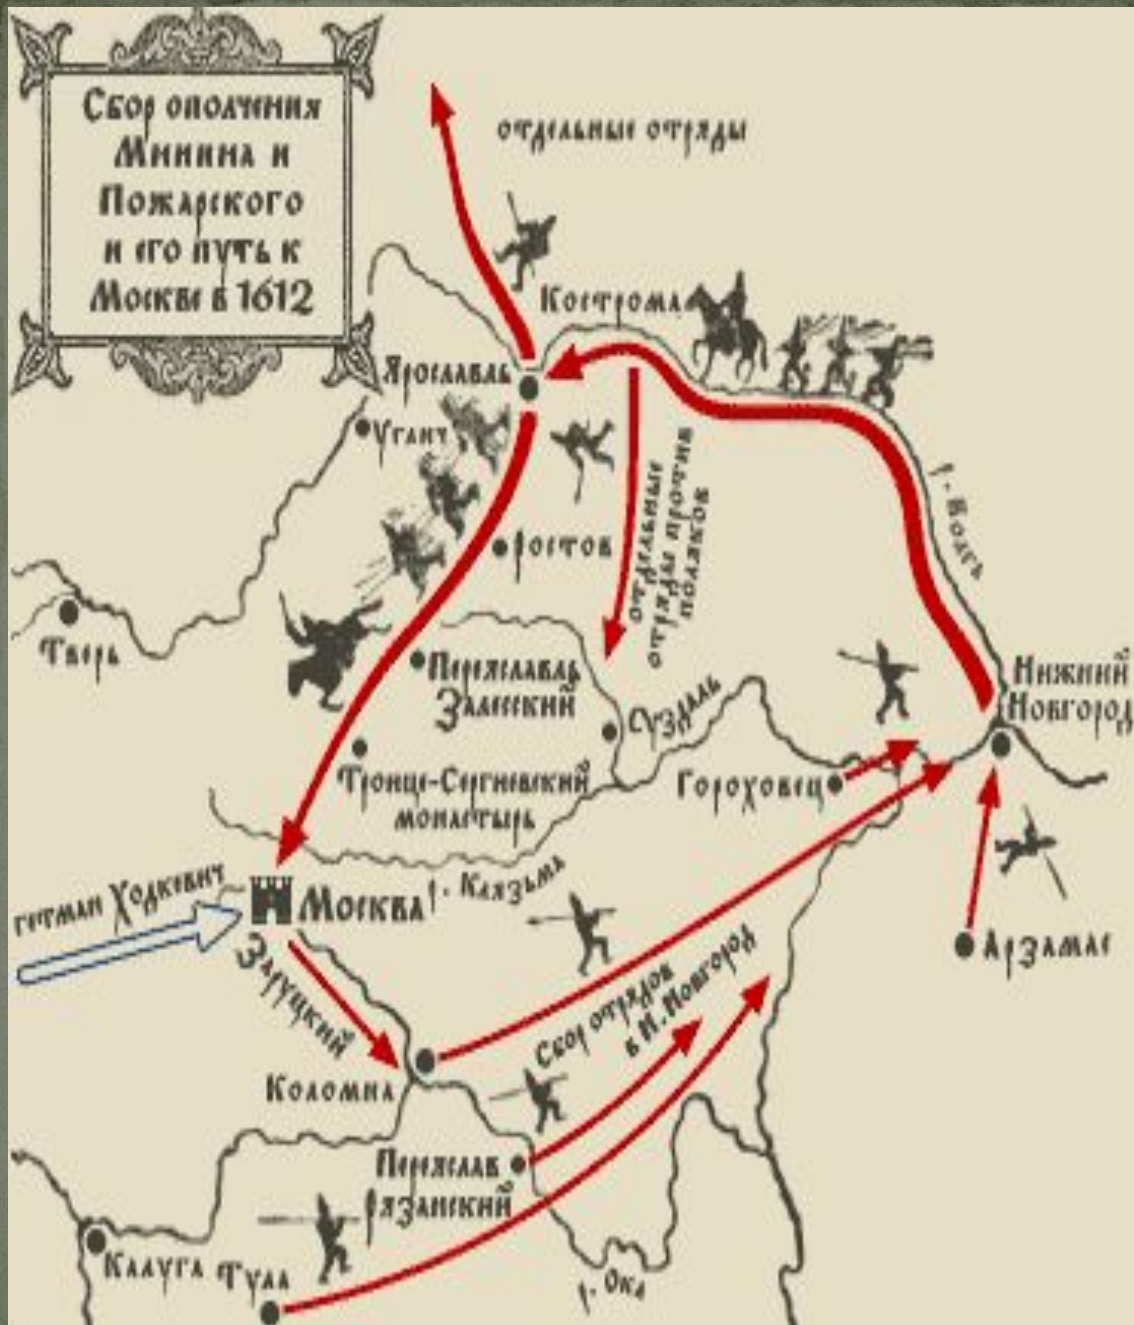 Сбор ополчения
Минина и
Пожарского
и его путь к
Москве в 1612
отдельные отряды
Кострома
Ярославль
Углич
отдельные
отряды против
поляков
р. Волга
Ростов
Тверь
Переяславль
Залесский
Суздаль
Нижний
Новгород
Троице-Сергиевский
монастырь
Гороховец
р. Клязьма
гетман Ходкевич
Москва
Заруцкий
Арзамас
Сбор отрядов
в Н. Новгород
Коломна
Переяслав
Рязанский
Калуга
Тула
р. Ока